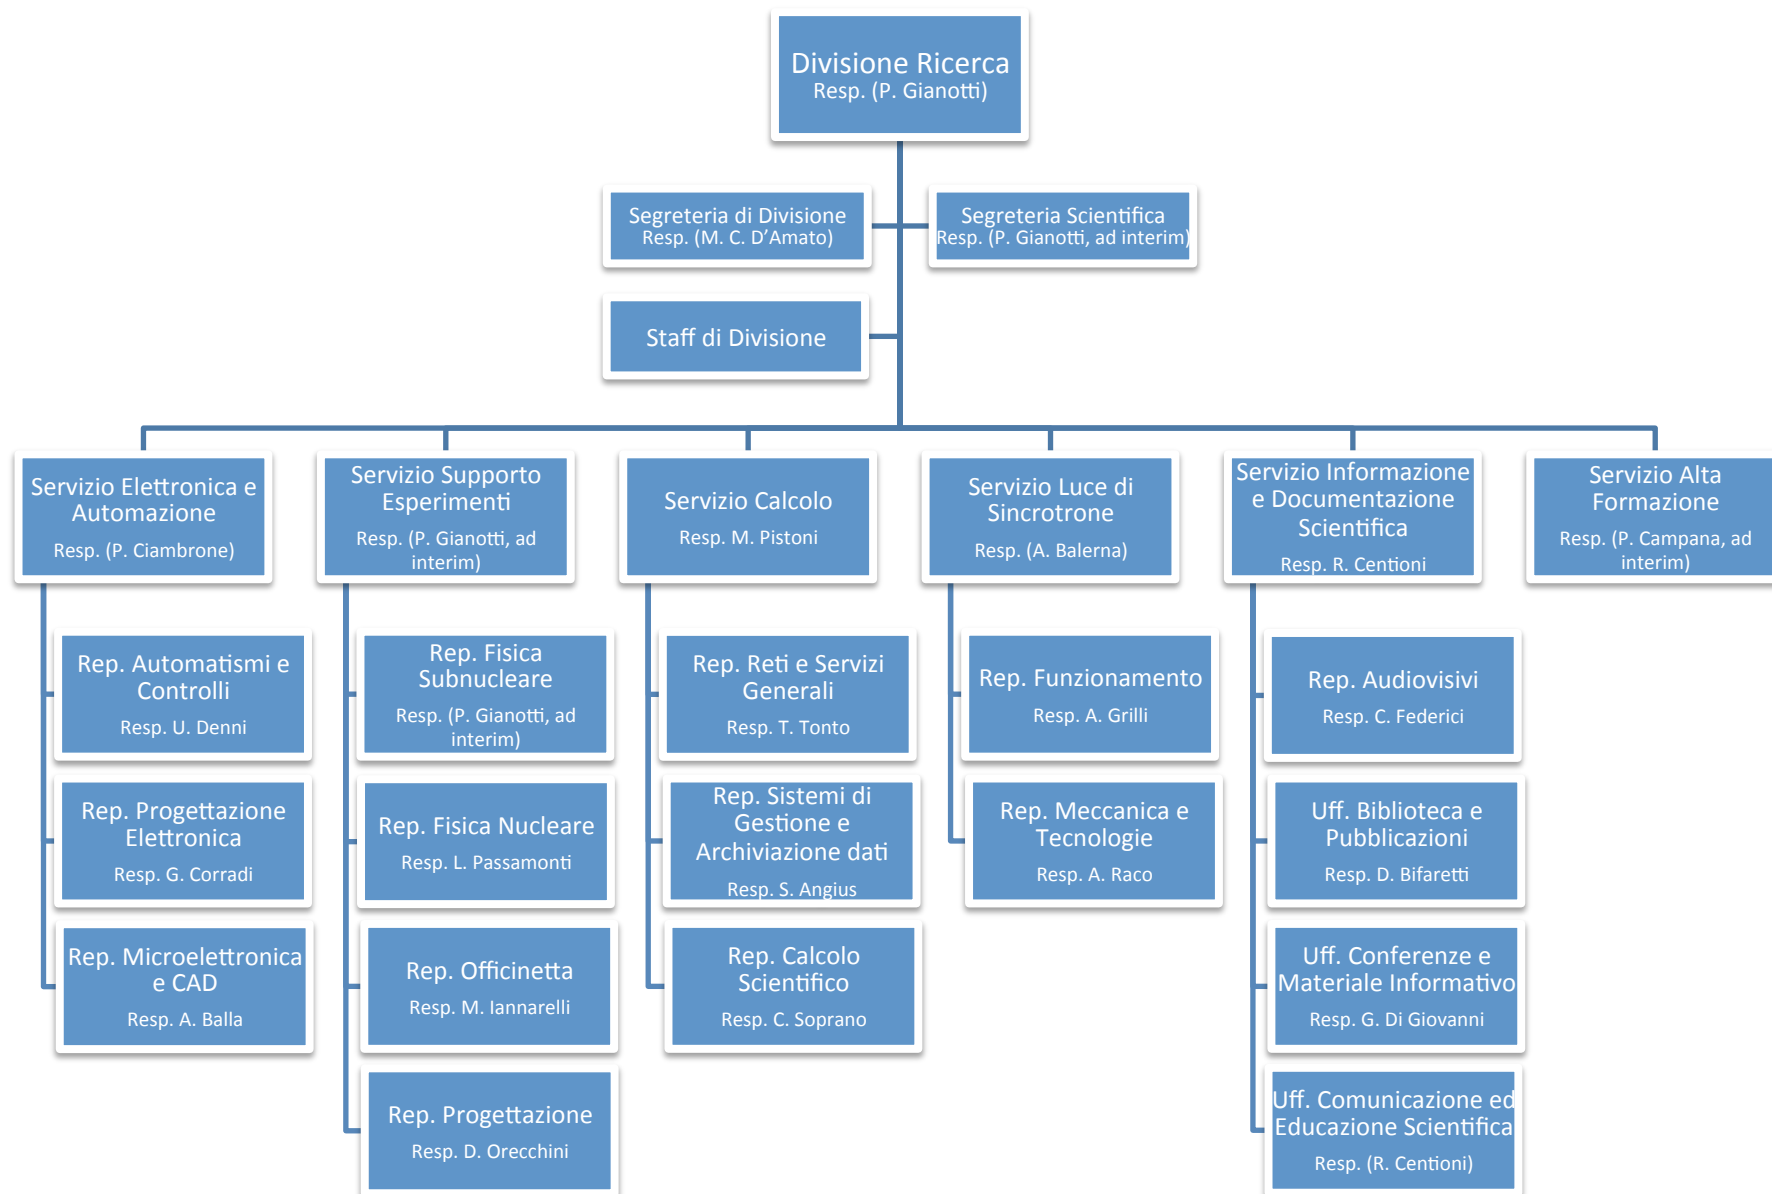 Divisione Ricerca
Resp. (P. Gianotti)
Segreteria di Divisione
Resp. (M. C. D'Amato)
Segreteria Scientifica
Resp. (P. Gianotti, ad interim)
Staff di Divisione
Servizio Elettronica e
Automazione
Resp. (P. Ciambrone)
Servizio Supporto
Esperimenti
Resp. (P. Gianotti, ad
interim)
Servizio Calcolo
Resp. M. Pistoni
Servizio Luce di
Sincrotrone
Resp. (A. Balerna)
Servizio Informazione
e Documentazione
Scientifica
Resp. R. Centioni
Servizio Alta
Formazione
Resp. (P. Campana, ad
interim)
Rep. Automatismi e
Controlli
Resp. U. Denni
Rep. Progettazione
Elettronica
Resp. G. Corradi
Rep. Microelettronica
e CAD
Resp. A. Balla
Rep. Fisica
Subnucleare
Resp. (P. Gianotti, ad
interim)
Rep. Fisica Nucleare
Resp. L. Passamonti
Rep. Officinetta
Resp. M. Iannarelli
Rep. Progettazione
Resp. D. Orecchini
Rep. Reti e Servizi
Generali
Resp. T. Tonto
Rep. Sistemi di
Gestione e
Archiviazione dati
Resp. S. Angius
Rep. Calcolo
Scientifico
Resp. C. Soprano
Rep. Funzionamento
Resp. A. Grilli
Rep. Meccanica e
Tecnologie
Resp. A. Raco
Rep. Audiovisivi
Resp. C. Federici
Uff. Biblioteca e
Pubblicazioni
Resp. D. Bifaretti
Uff. Conferenze e
Materiale Informativo
Resp. G. Di Giovanni
Uff. Comunicazione ed
Educazione Scientifica
Resp. (R. Centioni)